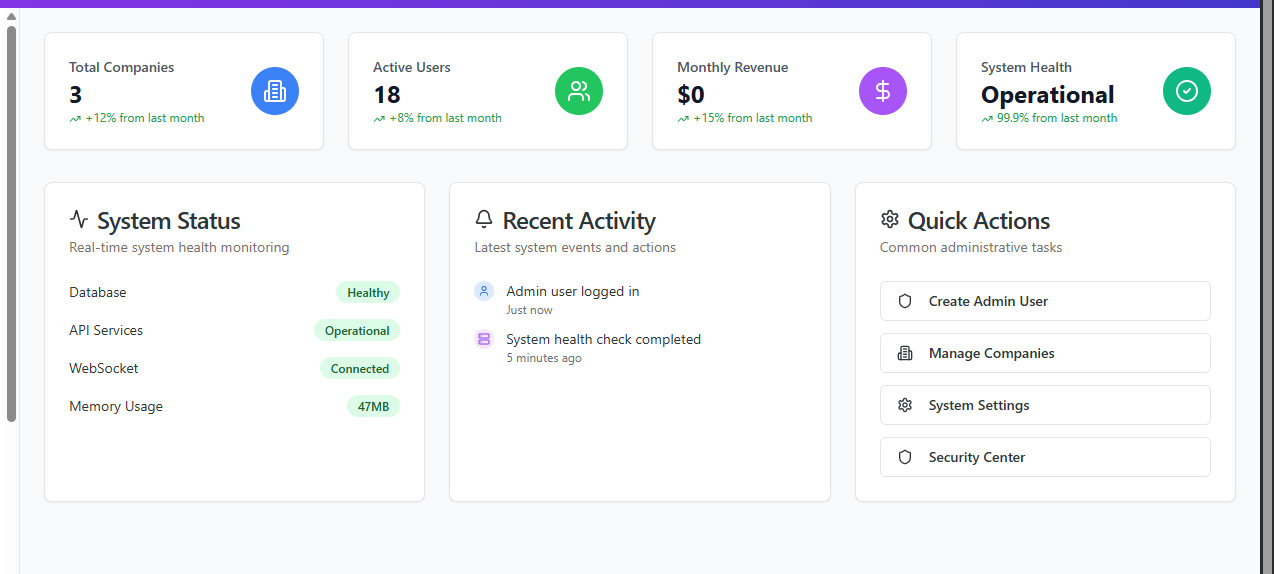 Total Companies
3
+12% from last month
Active Users
18
+8% from last month
Monthly Revenue
$0
+15% from last month
System Health
Operational
99.9% from last month
System Status
Real-time system health monitoring
Database Healthy
API Services Operational
WebSocket Connected
Memory Usage 47MB
Recent Activity
Latest system events and actions
Admin user logged in
Just now
System health check completed
5 minutes ago
Quick Actions
Common administrative tasks
Create Admin User
Manage Companies
System Settings
Security Center